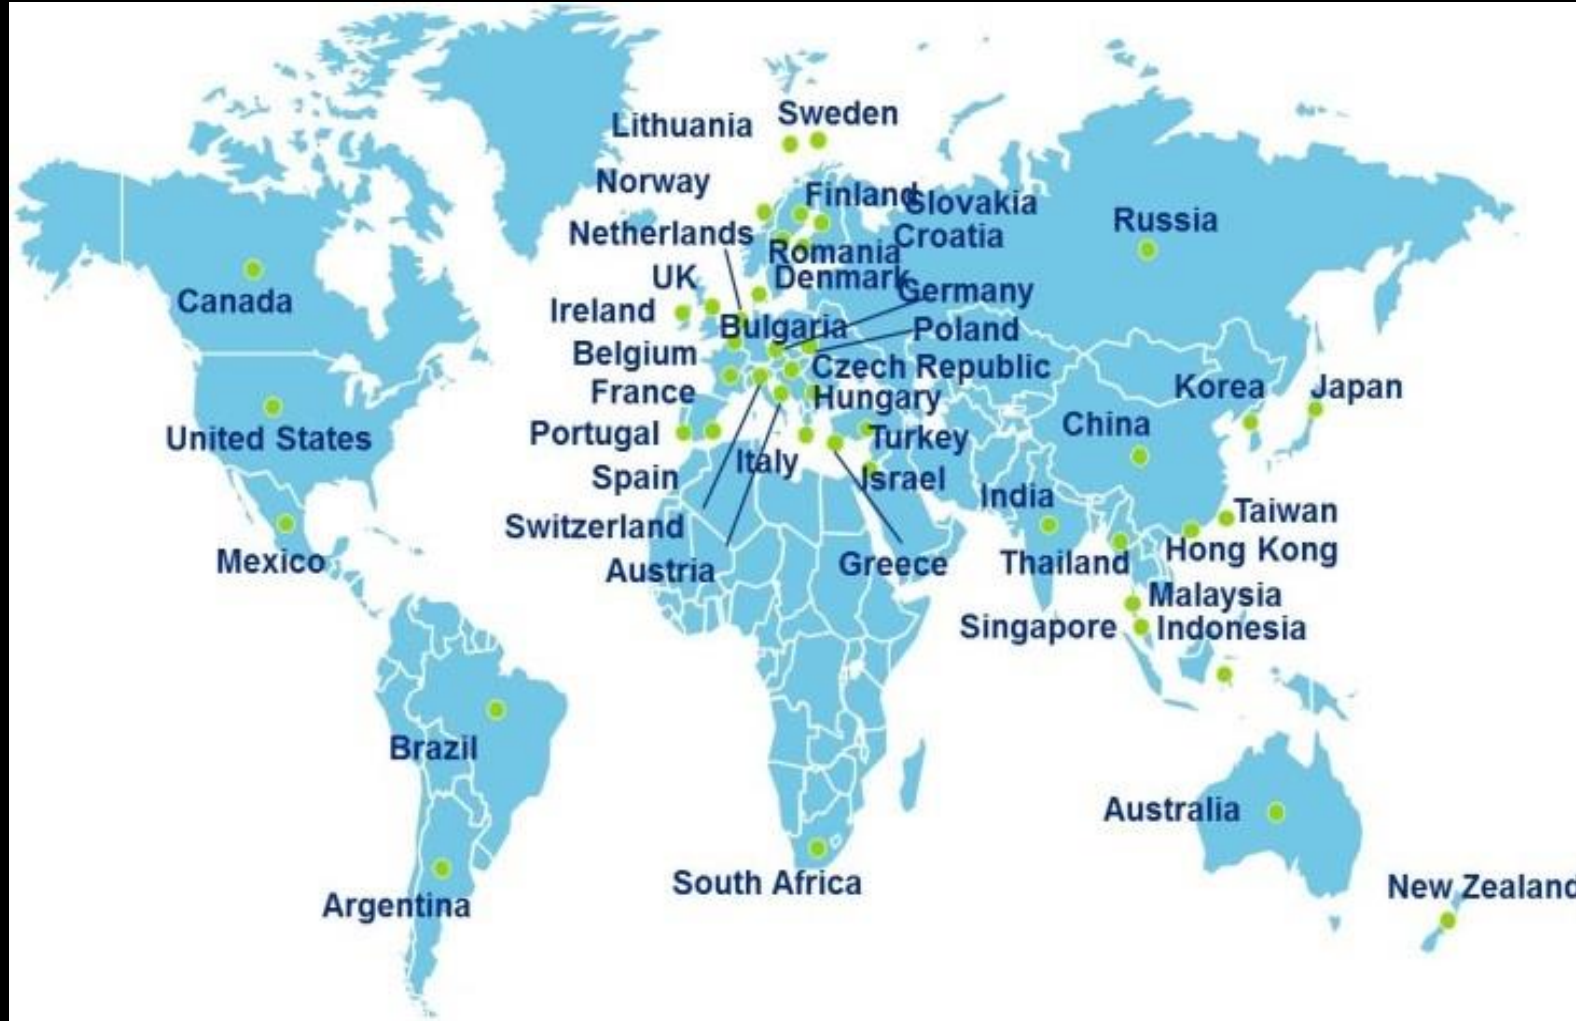 Sweden
Lithuania
Norway
Finland
Slovakia
Russia
Netherlands
Croatia
Romania
UK
Denmark
Germany
Canada
Ireland
Bulgaria
Poland
Belgium
Czech Republic
France
Hungary
Korea
Japan
United States
Portugal
China
Turkey
Italy
Spain
Israel
India
Taiwan
Switzerland
Mexico
Austria
Greece
Thailand
Hong Kong
Malaysia
Singapore
Indonesia
Brazil
Australia
South Africa
New Zealand
Argentina